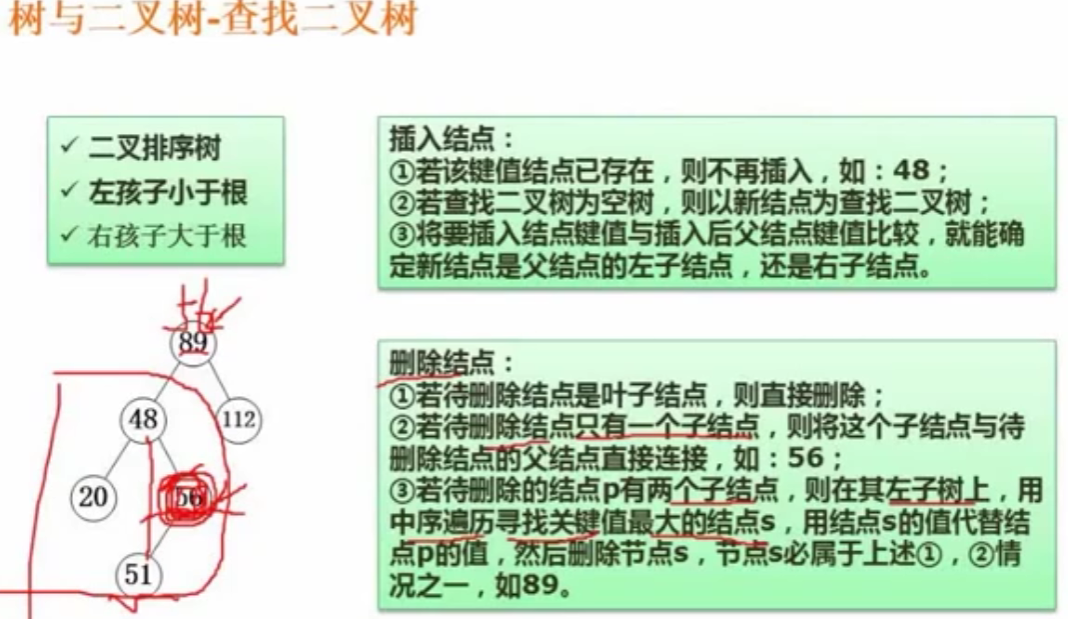 树与二叉树-查找二叉树
✓ 二叉排序树
✓ 左孩子小于根
✓ 右孩子大于根
插入结点：
①若该键值结点已存在，则不再插入，如：48；
②若查找二叉树为空树，则以新结点为查找二叉树；
③将要插入结点键值与插入后父结点键值比较，就能确
定新结点是父结点的左子结点，还是右子结点。
89
48
112
20
56
51
删除结点：
①若待删除结点是叶子结点，则直接删除；
②若待删除结点只有一个子结点，则将这个子结点与待
删除结点的父结点直接连接，如：56；
③若待删除的结点p有两个子结点，则在其左子树上，用
中序遍历寻找关键值最大的结点s，用结点s的值代替结
点p的值，然后删除节点s，节点s必属于上述①，②情
况之一，如89。